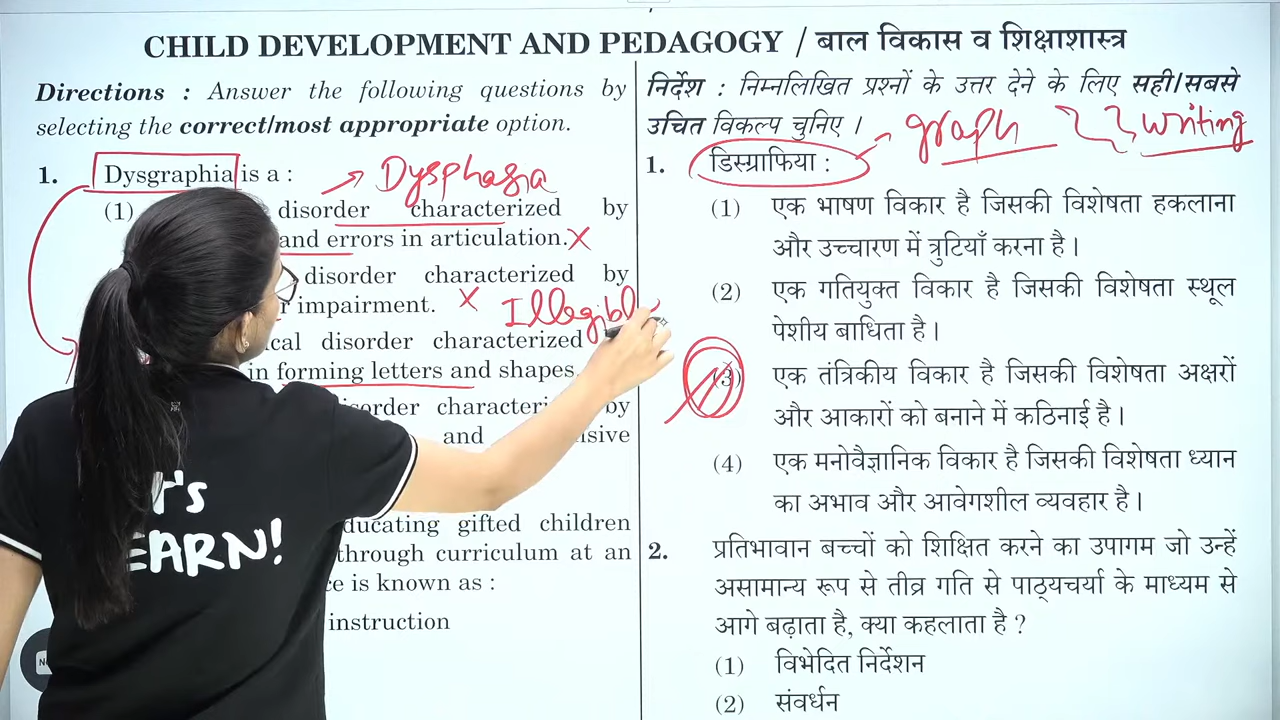 CHILD DEVELOPMENT AND PEDAGOGY / बाल विकास व शिक्षाशास्त्र
Directions : Answer the following questions by
selecting the correct/most appropriate option.
1. Dysgraphia is a :
Dysphasia
(1) disorder characterized by
and errors in articulation. X
disorder characterized by
impairment. X
Illegibl
disorder characterized
in forming letters and shapes.
by
and
educating gifted children
through curriculum at an
is known as :
instruction
's
EARN!
निर्देश : निम्नलिखित प्रश्नों के उत्तर देने के लिए सही/सबसे
उचित विकल्प चुनिए ।
graph writing
1. डिस्ग्राफिया :
(1) एक भाषण विकार है जिसकी विशेषता हकलाना
और उच्चारण में त्रुटियाँ करना है ।
(2) एक गतियुक्त विकार है जिसकी विशेषता स्थूल
पेशीय बाधिता है ।
(3) एक तंत्रिकीय विकार है जिसकी विशेषता अक्षरों
और आकारों को बनाने में कठिनाई है ।
(4) एक मनोवैज्ञानिक विकार है जिसकी विशेषता ध्यान
का अभाव और आवेगशील व्यवहार है ।
2. प्रतिभावान बच्चों को शिक्षित करने का उपागम जो उन्हें
असामान्य रूप से तीव्र गति से पाठ्यचर्या के माध्यम से
आगे बढ़ाता है, क्या कहलाता है ?
(1) विभेदित निर्देशन
(2) संवर्धन